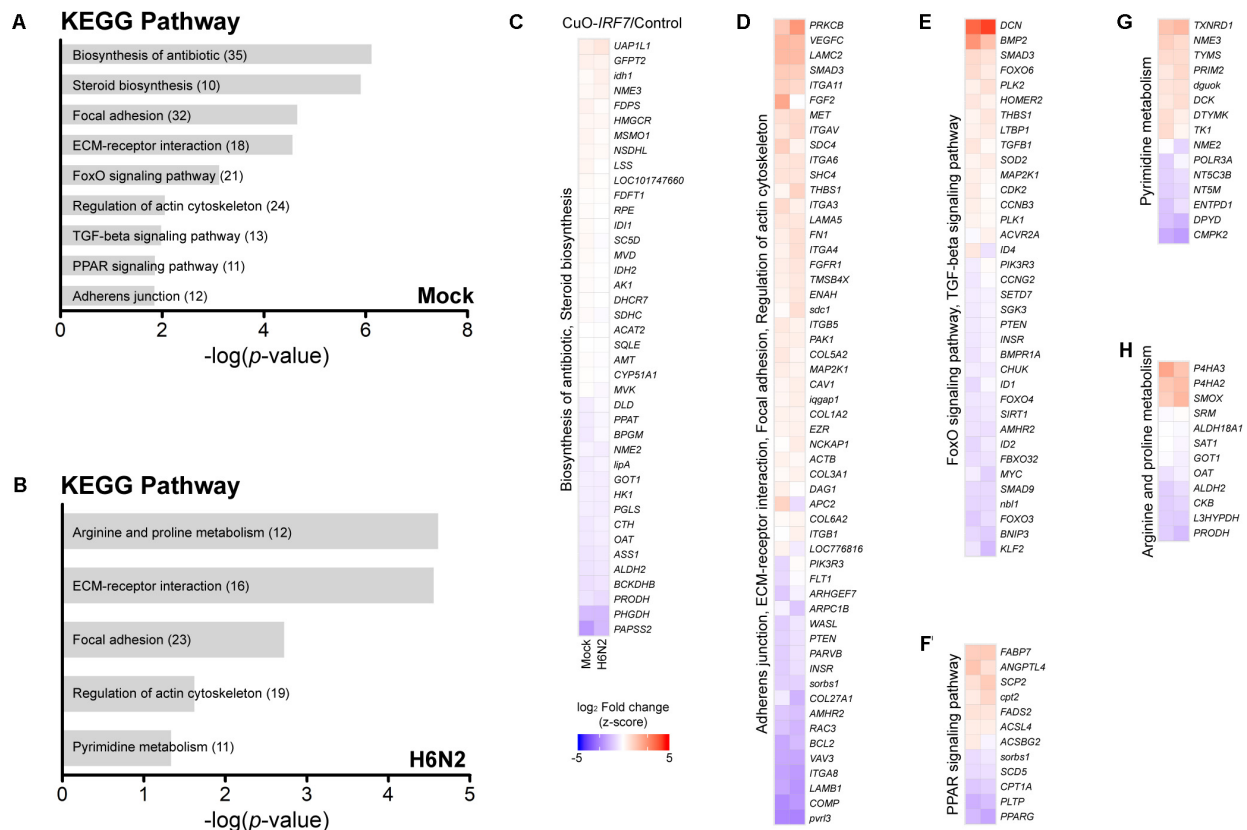 A
KEGG Pathway
Biosynthesis of antibiotic (35)
Steroid biosynthesis (10)
Focal adhesion (32)
ECM-receptor interaction (18)
FoxO signaling pathway (21)
Regulation of actin cytoskeleton (24)
TGF-beta signaling pathway (13)
PPAR signaling pathway (11)
Adherens junction (12)
Mock
0 2 4 6 8
-log(p-value)
B
KEGG Pathway
Arginine and proline metabolism (12)
ECM-receptor interaction (16)
Focal adhesion (23)
Regulation of actin cytoskeleton (19)
Pyrimidine metabolism (11)
H6N2
0 1 2 3 4 5
-log(p-value)
C
CuO-IRF7/Control
Biosynthesis of antibiotic, Steroid biosynthesis
UAP1L1
GFPT2
idh1
NME3
FDPS
HMGCR
MSMO1
NSDHL
LSS
LOC101747660
FDFT1
RPE
IDI1
SC5D
MVD
IDH2
AK1
DHCR7
SDHC
ACAT2
SQLE
AMT
CYP51A1
MVK
DLD
PPAT
BPGM
NME2
lipA
GOT1
HK1
PGLS
CTH
OAT
ASS1
ALDH2
BCKDHB
PRODH
PHGDH
PAPSS2
Mock
H6N2
log₂ Fold change
(z-score)
-5 5
D
Adherens junction, ECM-receptor interaction, Focal adhesion, Regulation of actin cytoskeleton
PRKCB
VEGFC
LAMC2
SMAD3
ITGA11
FGF2
MET
ITGAV
SDC4
ITGA6
SHC4
THBS1
ITGA3
LAMA5
FN1
ITGA4
FGFR1
TMSB4X
ENAH
sdc1
ITGB5
PAK1
COL5A2
MAP2K1
CAV1
iqgap1
COL1A2
EZR
NCKAP1
ACTB
COL3A1
DAG1
APC2
COL6A2
ITGB1
LOC776816
PIK3R3
FLT1
ARHGEF7
ARPC1B
WASL
PTEN
PARVB
INSR
sorbs1
COL27A1
AMHR2
RAC3
BCL2
VAV3
ITGA8
LAMB1
COMP
pvrl3
E
FoxO signaling pathway, TGF-beta signaling pathway
DCN
BMP2
SMAD3
FOXO6
PLK2
HOMER2
THBS1
LTBP1
TGFB1
SOD2
MAP2K1
CDK2
CCNB3
PLK1
ACVR2A
ID4
PIK3R3
CCNG2
SETD7
SGK3
PTEN
INSR
BMPR1A
CHUK
ID1
FOXO4
SIRT1
AMHR2
ID2
FBXO32
MYC
SMAD9
nbl1
FOXO3
BNIP3
KLF2
F'
PPAR signaling pathway
FABP7
ANGPTL4
SCP2
cpt2
FADS2
ACSL4
ACSBG2
sorbs1
SCD5
CPT1A
PLTP
PPARG
G
Pyrimidine metabolism
TXNRD1
NME3
TYMS
PRIM2
dguok
DCK
DTYMK
TK1
NME2
POLR3A
NT5C3B
NT5M
ENTPD1
DPYD
CMPK2
H
Arginine and proline metabolism
P4HA3
P4HA2
SMOX
SRM
ALDH18A1
SAT1
GOT1
OAT
ALDH2
CKB
L3HYPDH
PRODH